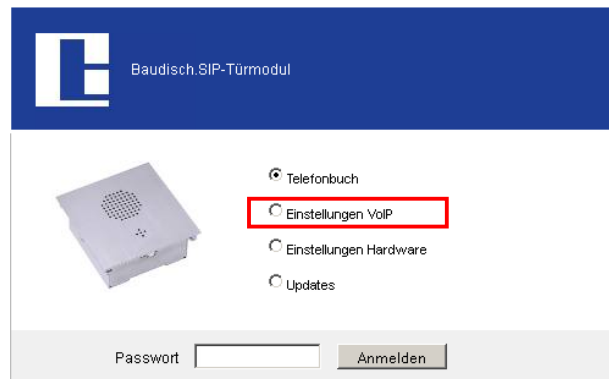 Baudisch.SIP-Türmodul
Telefonbuch
Einstellungen VoIP
Einstellungen Hardware
Updates
Passwort
Anmelden